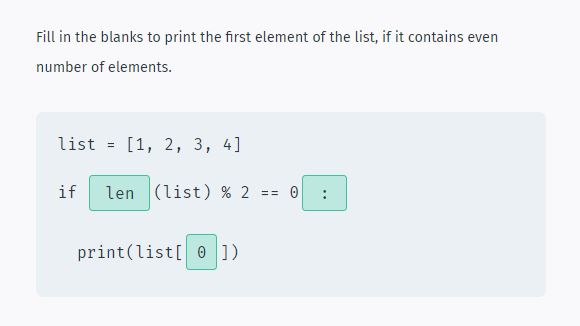 Fill in the blanks to print the first element of the list, if it contains even
number of elements.
list = [1, 2, 3, 4]
if len (list) % 2 == 0 :
print(list[ 0 ])